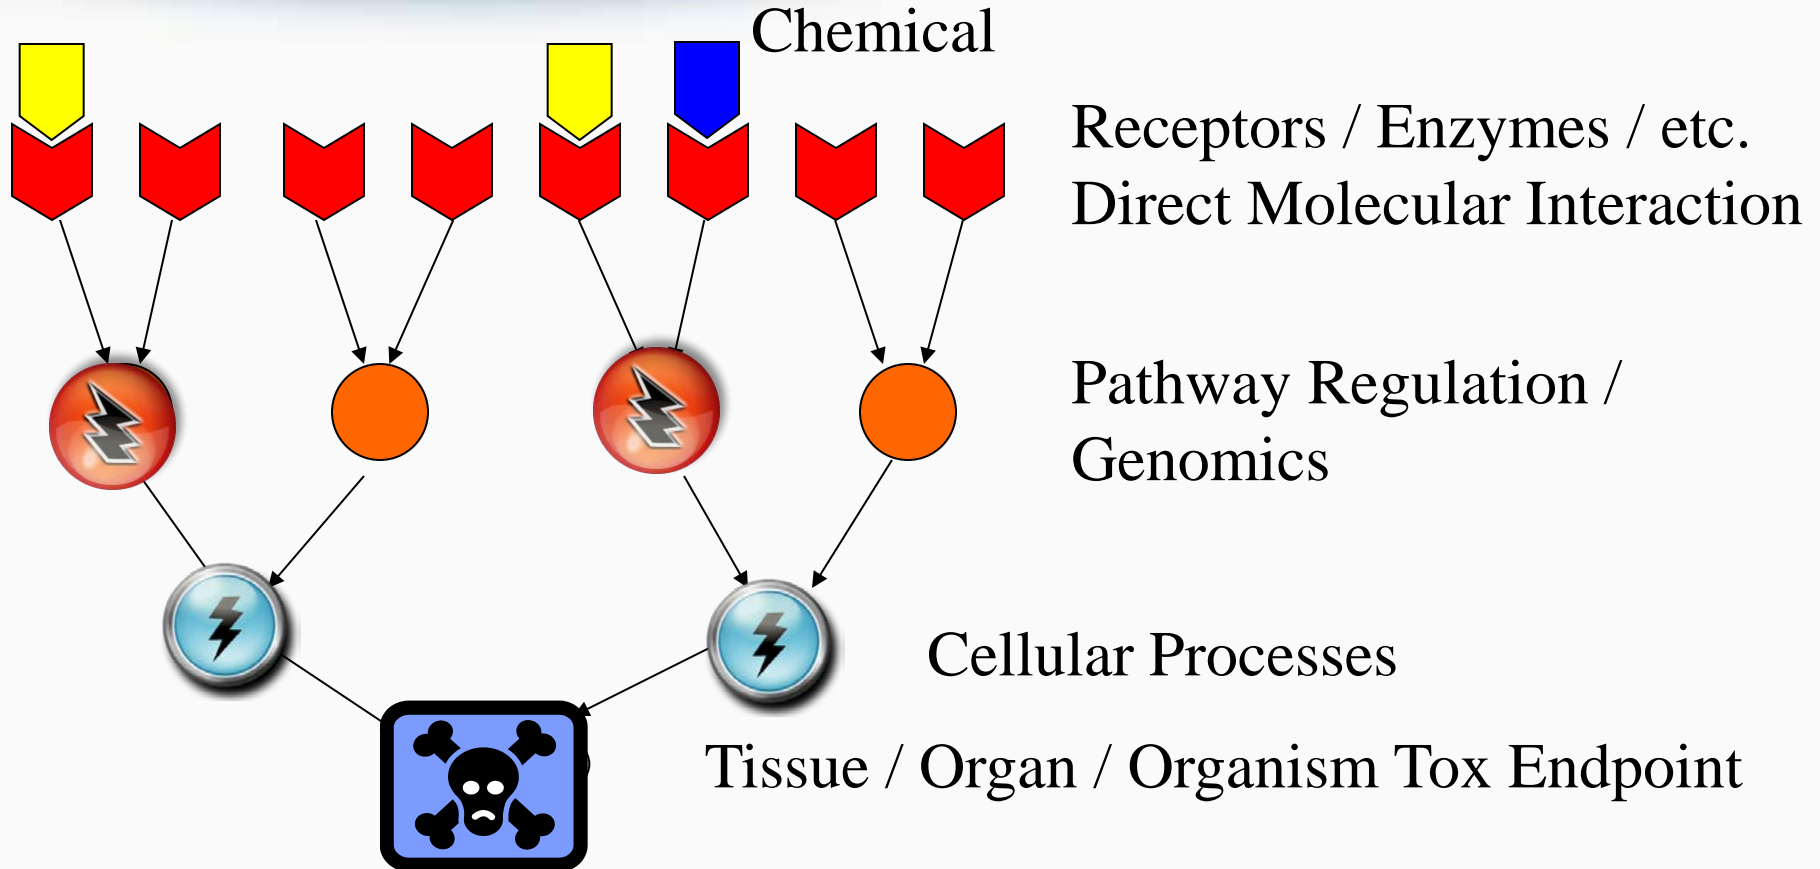 Chemical
Receptors / Enzymes / etc.
Direct Molecular Interaction
Pathway Regulation /
Genomics
Cellular Processes
Tissue / Organ / Organism Tox Endpoint